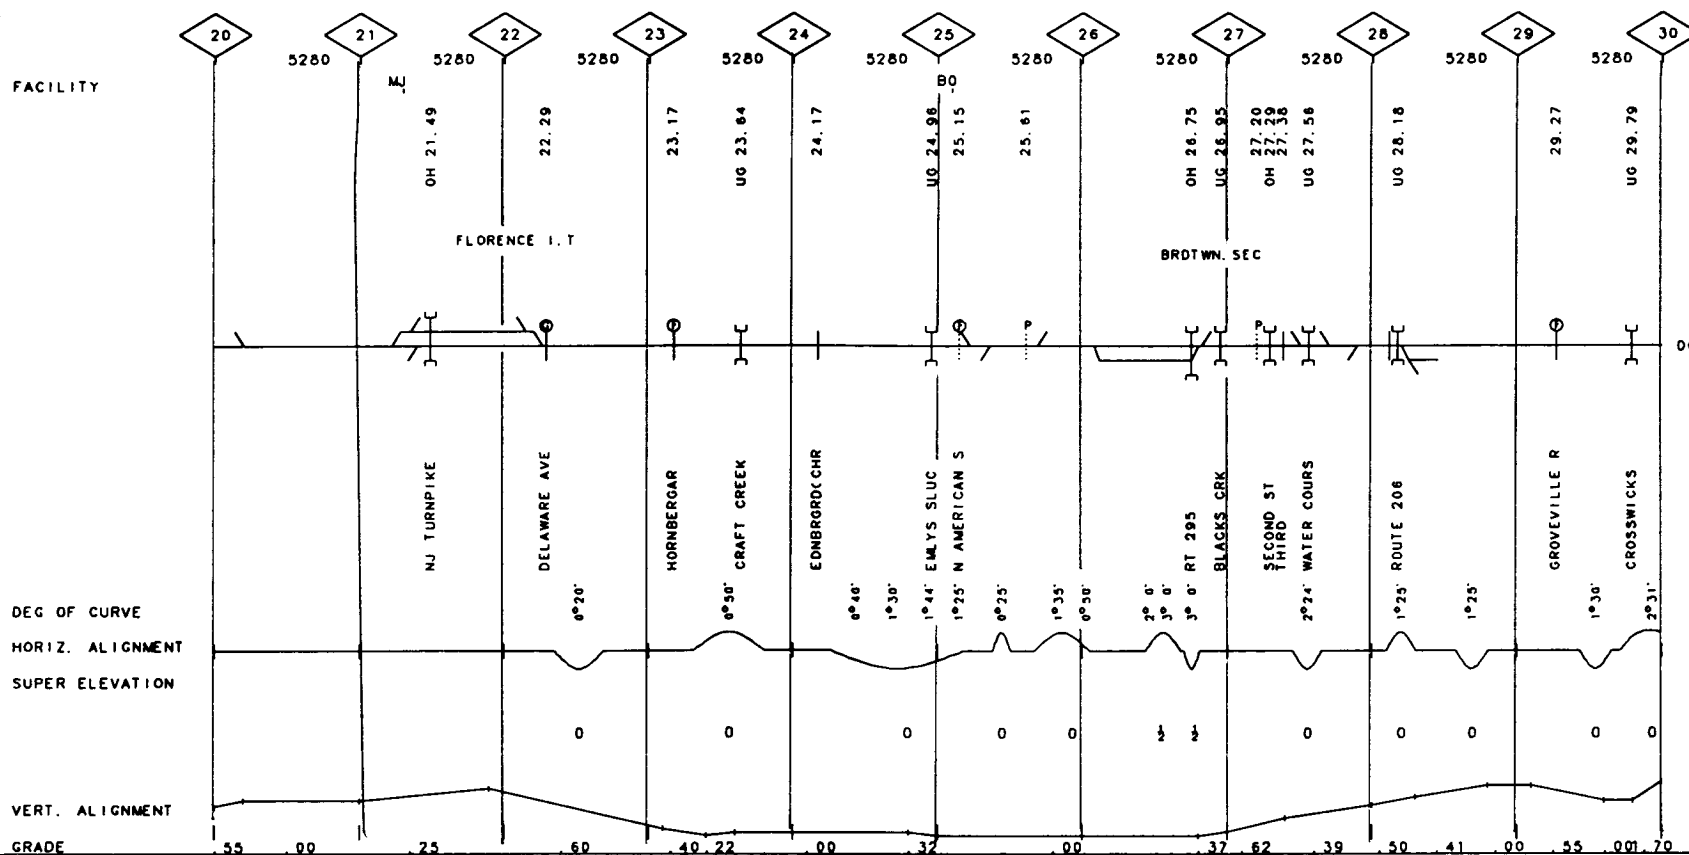 20 21 22 23 24 25 26 27 28 29 30
5280 5280 5280 5280 5280 5280 5280 5280 5280 5280
FACILITY MJ BO
OH 21.49
22.29
23.17
UG 23.64
24.17
UG 24.96
25.15
25.61
OH 26.75
UG 26.95
27.20
OH 27.29
27.38
UG 27.56
UG 28.18
29.27
UG 29.79
FLORENCE I.T
BRDTWN. SEC
P P
NJ TURNPIKE
DELAWARE AVE
HORNBERGAR
CRAFT CREEK
EDNBRGRD(CHR
EMLYS SLUC
N AMERICAN S
RT 295
BLACKS CRK
SECOND ST
THIRD
WATER COURS
ROUTE 206
GROVEVILLE R
CROSSWICKS
DEG OF CURVE
0°20' 0°50' 0°40' 1°30' 1°44' 1°25' 0°25' 1°35' 0°50' 2° 0' 3° 0' 3° 0' 2°24' 1°25' 1°25' 1°30' 2°31'
HORIZ. ALIGNMENT
SUPER ELEVATION
0 0 0 0 0 ½ ½ 0 0 0 0 0
VERT. ALIGNMENT
GRADE .55 .00 .25 .60 .40 .22 .00 .32 .00 .37 .62 .39 .50 .41 .00 .55 .00 1.70